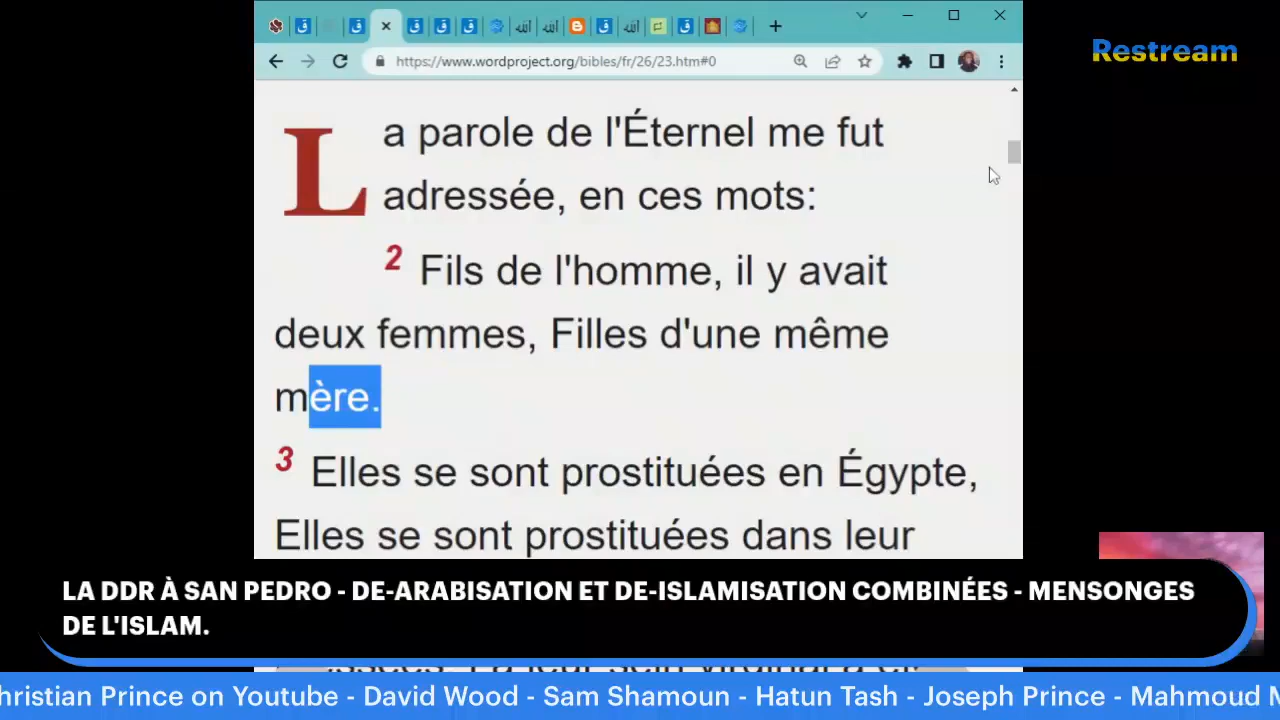 https://www.wordproject.org/bibles/fr/26/23.htm#0
Restream
La parole de l'Éternel me fut
adressée, en ces mots:
2 Fils de l'homme, il y avait
deux femmes, Filles d'une même
mère.
3 Elles se sont prostituées en Égypte,
Elles se sont prostituées dans leur
LA DDR À SAN PEDRO - DE-ARABISATION ET DE-ISLAMISATION COMBINÉES - MENSONGES
DE L'ISLAM.
hristian Prince on Youtube - David Wood - Sam Shamoun - Hatun Tash - Joseph Prince - Mahmoud